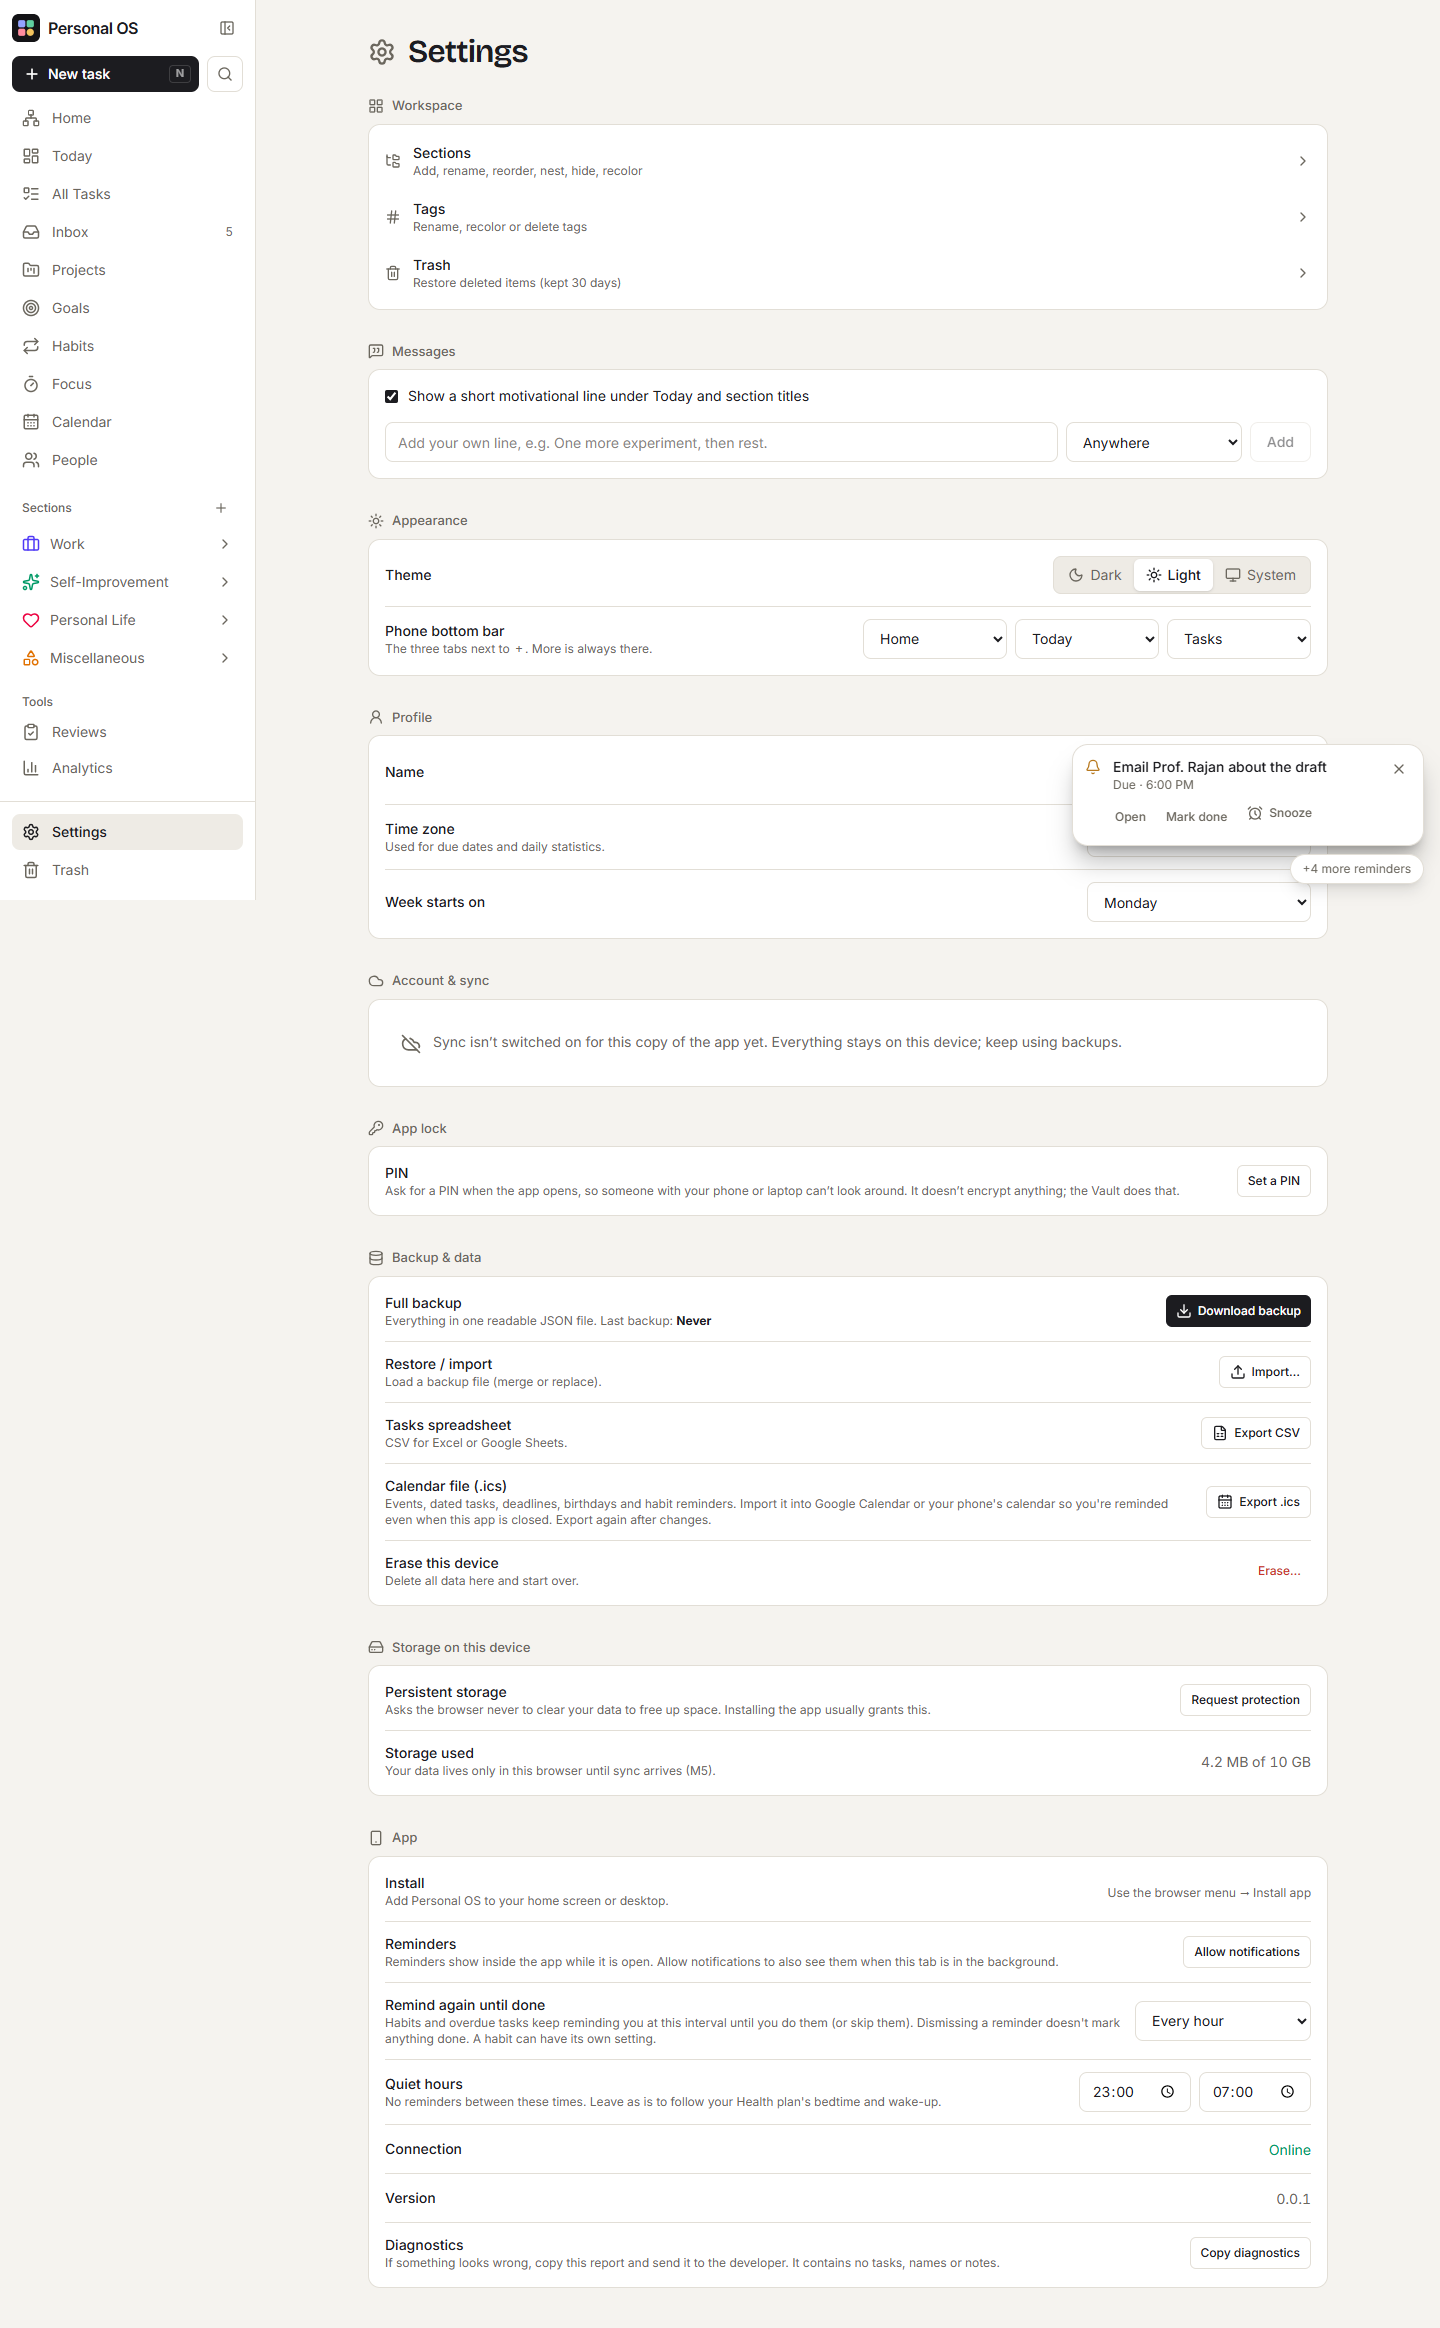 Personal OS
New task N
Home
Today
All Tasks
Inbox 5
Projects
Goals
Habits
Focus
Calendar
People
Sections
Work
Self-Improvement
Personal Life
Miscellaneous
Tools
Reviews
Analytics
Settings
Trash
Settings
Workspace
Sections
Add, rename, reorder, nest, hide, recolor
Tags
Rename, recolor or delete tags
Trash
Restore deleted items (kept 30 days)
Messages
Show a short motivational line under Today and section titles
Add your own line, e.g. One more experiment, then rest. Anywhere Add
Appearance
Theme Dark Light System
Phone bottom bar
The three tabs next to +. More is always there.
Home Today Tasks
Profile
Name
Email Prof. Rajan about the draft
Due · 6:00 PM
Open Mark done Snooze
+4 more reminders
Time zone
Used for due dates and daily statistics.
Week starts on Monday
Account & sync
Sync isn’t switched on for this copy of the app yet. Everything stays on this device; keep using backups.
App lock
PIN
Ask for a PIN when the app opens, so someone with your phone or laptop can’t look around. It doesn’t encrypt anything; the Vault does that.
Set a PIN
Backup & data
Full backup
Everything in one readable JSON file. Last backup: Never
Download backup
Restore / import
Load a backup file (merge or replace).
Import...
Tasks spreadsheet
CSV for Excel or Google Sheets.
Export CSV
Calendar file (.ics)
Events, dated tasks, deadlines, birthdays and habit reminders. Import it into Google Calendar or your phone's calendar so you're reminded
even when this app is closed. Export again after changes.
Export .ics
Erase this device
Delete all data here and start over.
Erase...
Storage on this device
Persistent storage
Asks the browser never to clear your data to free up space. Installing the app usually grants this.
Request protection
Storage used
Your data lives only in this browser until sync arrives (M5).
4.2 MB of 10 GB
App
Install
Add Personal OS to your home screen or desktop.
Use the browser menu → Install app
Reminders
Reminders show inside the app while it is open. Allow notifications to also see them when this tab is in the background.
Allow notifications
Remind again until done
Habits and overdue tasks keep reminding you at this interval until you do them (or skip them). Dismissing a reminder doesn't mark
anything done. A habit can have its own setting.
Every hour
Quiet hours
No reminders between these times. Leave as is to follow your Health plan's bedtime and wake-up.
23:00 07:00
Connection Online
Version 0.0.1
Diagnostics
If something looks wrong, copy this report and send it to the developer. It contains no tasks, names or notes.
Copy diagnostics